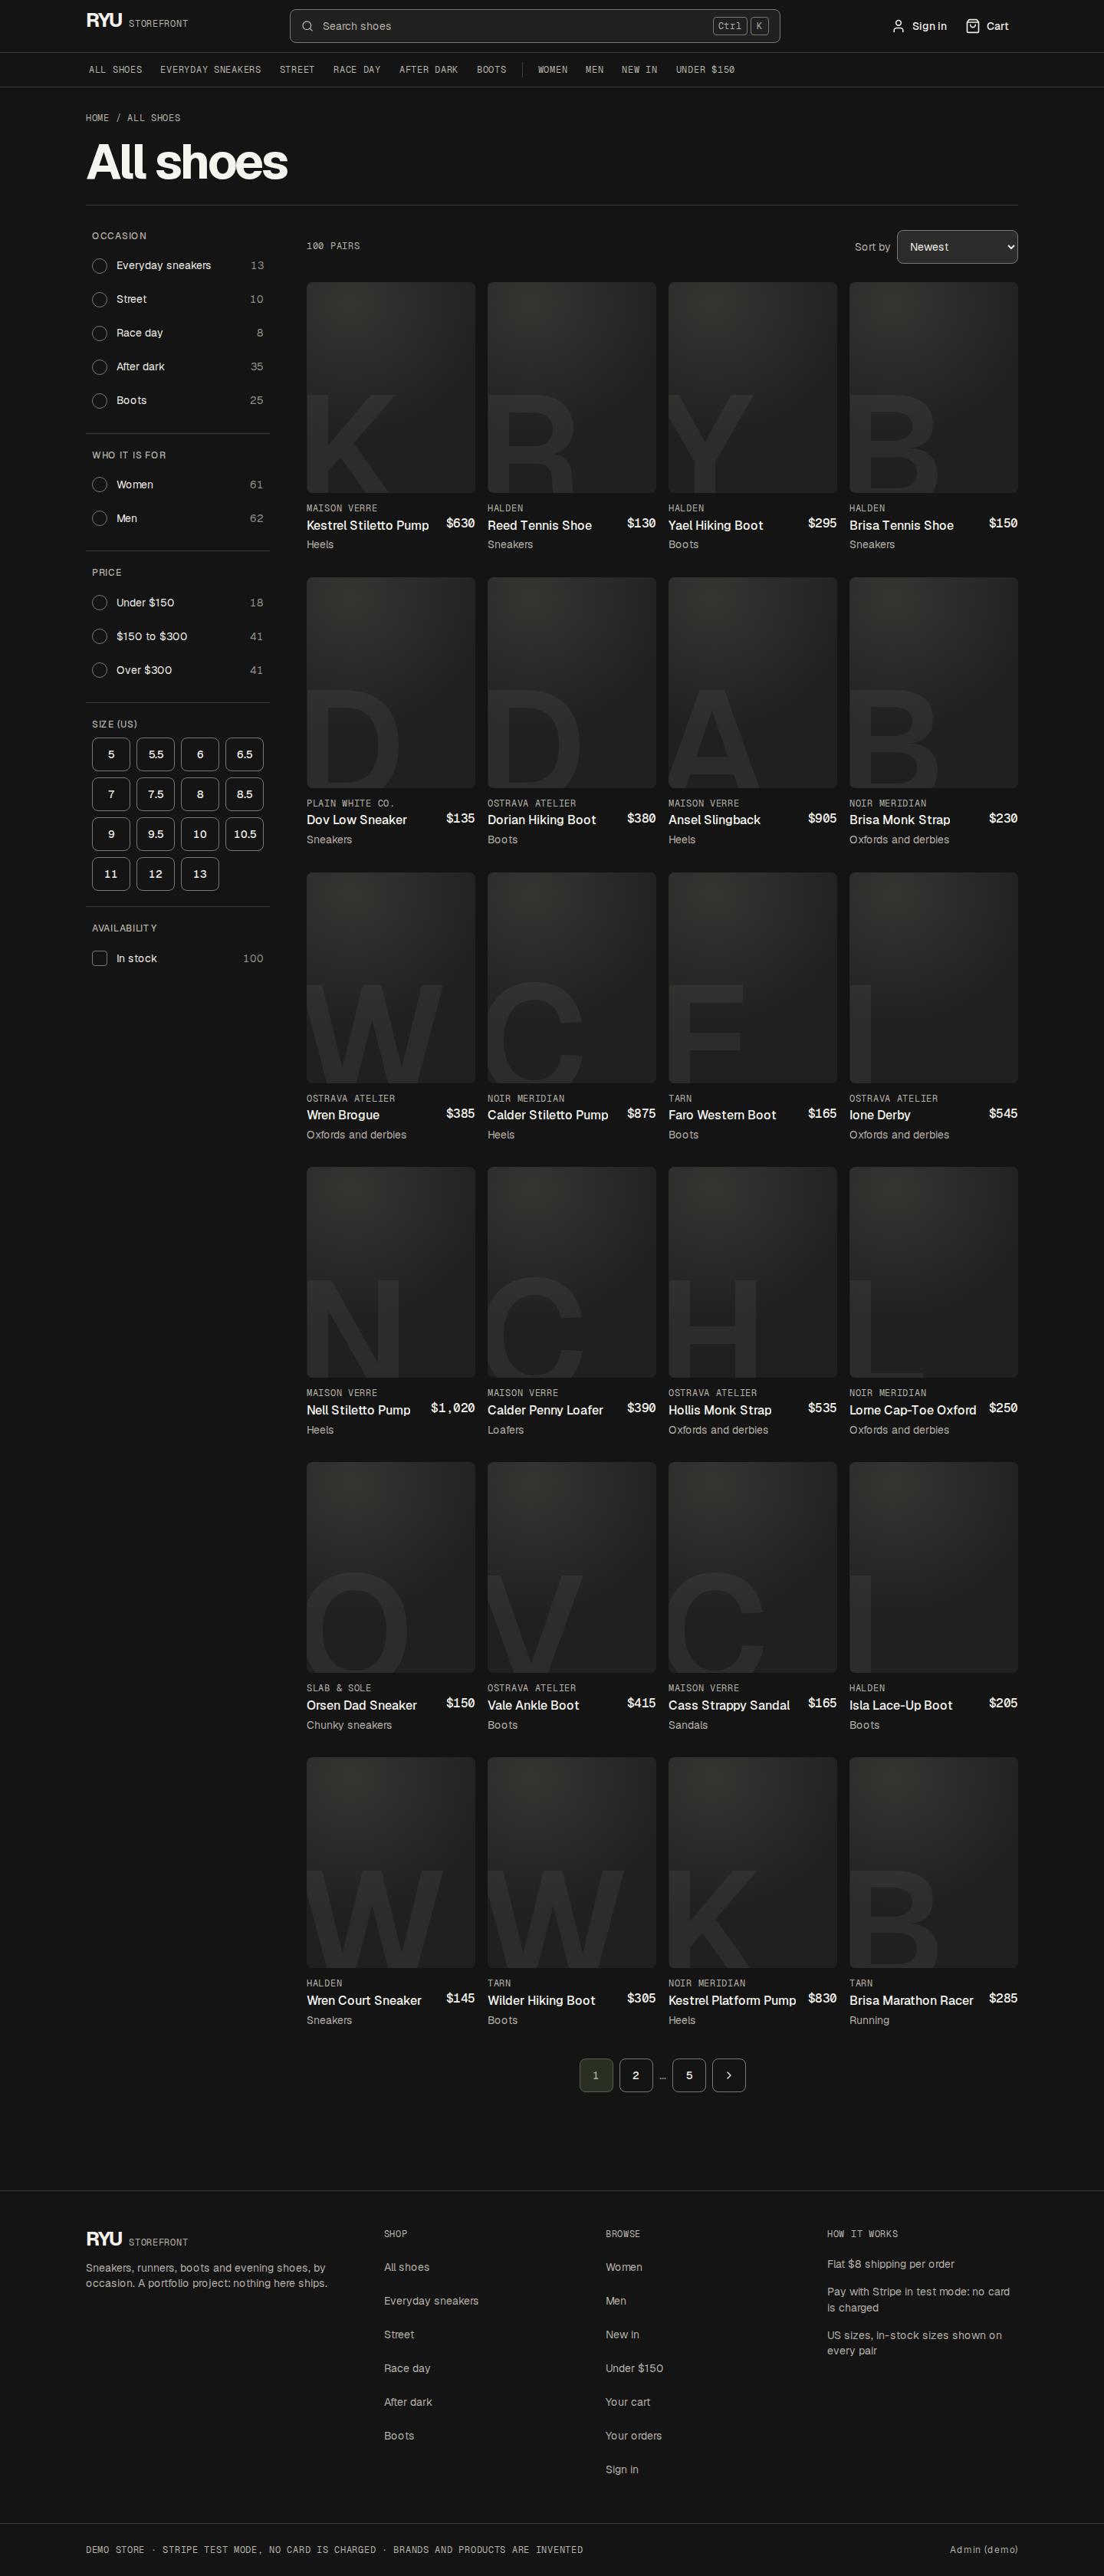 RYU STOREFRONT
Search shoes
Ctrl K
Sign in
Cart
ALL SHOES EVERYDAY SNEAKERS STREET RACE DAY AFTER DARK BOOTS WOMEN MEN NEW IN UNDER $150
HOME / ALL SHOES
All shoes
OCCASION
Everyday sneakers 13
Street 10
Race day 8
After dark 35
Boots 25
WHO IT IS FOR
Women 61
Men 62
PRICE
Under $150 18
$150 to $300 41
Over $300 41
SIZE (US)
5 5.5 6 6.5
7 7.5 8 8.5
9 9.5 10 10.5
11 12 13
AVAILABILITY
In stock 100
100 PAIRS
Sort by Newest
K R Y B
MAISON VERRE
Kestrel Stiletto Pump $630
Heels
HALDEN
Reed Tennis Shoe $130
Sneakers
HALDEN
Yael Hiking Boot $295
Boots
HALDEN
Brisa Tennis Shoe $150
Sneakers
D D A B
PLAIN WHITE CO.
Dov Low Sneaker $135
Sneakers
OSTRAVA ATELIER
Dorian Hiking Boot $380
Boots
MAISON VERRE
Ansel Slingback $905
Heels
NOIR MERIDIAN
Brisa Monk Strap $230
Oxfords and derbies
W C F I
OSTRAVA ATELIER
Wren Brogue $385
Oxfords and derbies
NOIR MERIDIAN
Calder Stiletto Pump $875
Heels
TARN
Faro Western Boot $165
Boots
OSTRAVA ATELIER
Ione Derby $545
Oxfords and derbies
N C H L
MAISON VERRE
Nell Stiletto Pump $1,020
Heels
MAISON VERRE
Calder Penny Loafer $390
Loafers
OSTRAVA ATELIER
Hollis Monk Strap $535
Oxfords and derbies
NOIR MERIDIAN
Lorne Cap-Toe Oxford $250
Oxfords and derbies
O V C I
SLAB & SOLE
Orsen Dad Sneaker $150
Chunky sneakers
OSTRAVA ATELIER
Vale Ankle Boot $415
Boots
MAISON VERRE
Cass Strappy Sandal $165
Sandals
HALDEN
Isla Lace-Up Boot $205
Boots
W W K B
HALDEN
Wren Court Sneaker $145
Sneakers
TARN
Wilder Hiking Boot $305
Boots
NOIR MERIDIAN
Kestrel Platform Pump $830
Heels
TARN
Brisa Marathon Racer $285
Running
1 2 … 5
RYU STOREFRONT
Sneakers, runners, boots and evening shoes, by
occasion. A portfolio project: nothing here ships.
SHOP
All shoes
Everyday sneakers
Street
Race day
After dark
Boots
BROWSE
Women
Men
New in
Under $150
Your cart
Your orders
Sign in
HOW IT WORKS
Flat $8 shipping per order
Pay with Stripe in test mode: no card
is charged
US sizes, in-stock sizes shown on
every pair
DEMO STORE · STRIPE TEST MODE, NO CARD IS CHARGED · BRANDS AND PRODUCTS ARE INVENTED
Admin (demo)